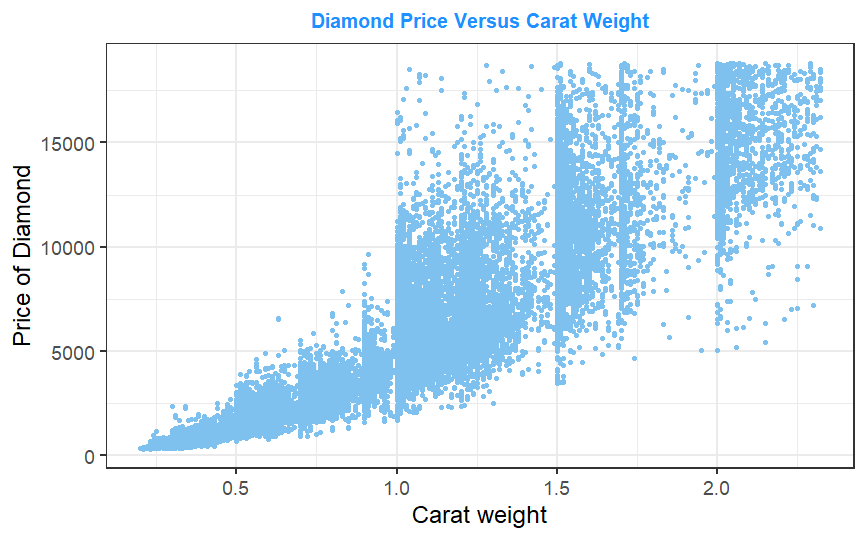 Diamond Price Versus Carat Weight
Price of Diamond
15000
10000
5000
0
0.5 1.0 1.5 2.0
Carat weight